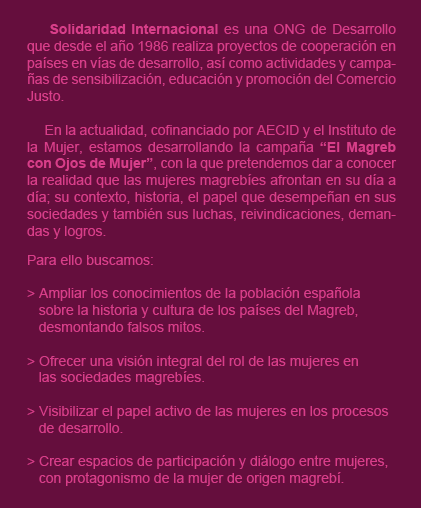 Solidaridad Internacional es una ONG de Desarrollo
que desde el año 1986 realiza proyectos de cooperación en
países en vías de desarrollo, así como actividades y campa-
ñas de sensibilización, educación y promoción del Comercio
Justo.
En la actualidad, cofinanciado por AECID y el Instituto de
la Mujer, estamos desarrollando la campaña “El Magreb
con Ojos de Mujer”, con la que pretendemos dar a conocer
la realidad que las mujeres magrebíes afrontan en su día a
día; su contexto, historia, el papel que desempeñan en sus
sociedades y también sus luchas, reivindicaciones, deman-
das y logros.
Para ello buscamos:
> Ampliar los conocimientos de la población española
sobre la historia y cultura de los países del Magreb,
desmontando falsos mitos.
> Ofrecer una visión integral del rol de las mujeres en
las sociedades magrebíes.
> Visibilizar el papel activo de las mujeres en los procesos
de desarrollo.
> Crear espacios de participación y diálogo entre mujeres,
con protagonismo de la mujer de origen magrebí.